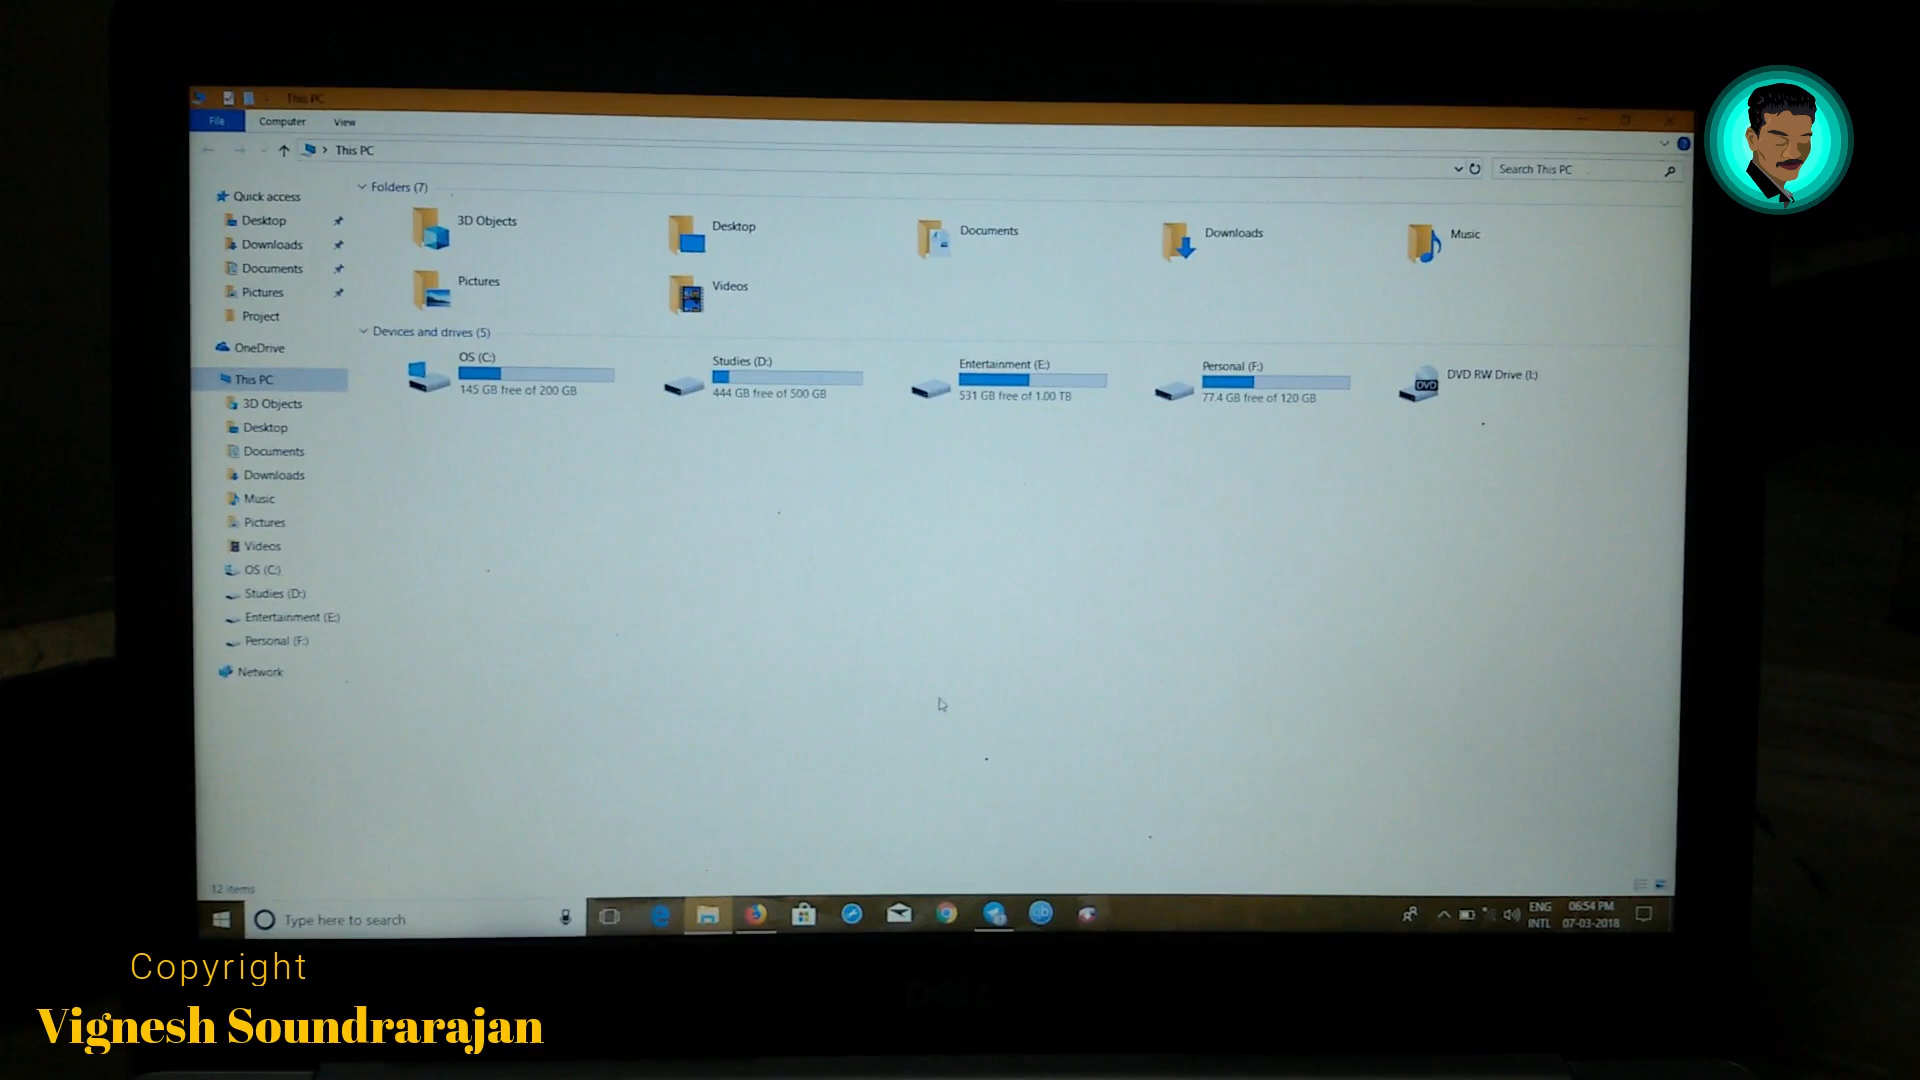 This PC
File Computer View
This PC
Search This PC
Quick access
Desktop
Downloads
Documents
Pictures
Project
OneDrive
This PC
3D Objects
Desktop
Documents
Downloads
Music
Pictures
Videos
OS (C:)
Studies (D:)
Entertainment (E:)
Personal (F:)
Network
Folders (7)
3D Objects
Desktop
Documents
Downloads
Music
Pictures
Videos
Devices and drives (5)
OS (C:)
145 GB free of 200 GB
Studies (D:)
444 GB free of 500 GB
Entertainment (E:)
531 GB free of 1.00 TB
Personal (F:)
77.4 GB free of 120 GB
DVD
DVD RW Drive (I:)
12 items
Type here to search
qb
ENG
INTL
06:54 PM
07-03-2018
DELL
Copyright
Vignesh Soundrarajan